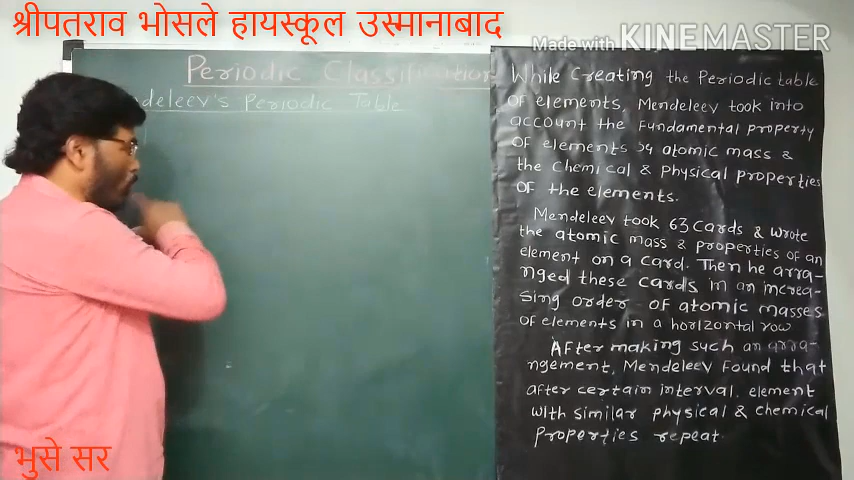 श्रीपतराव भोसले हायस्कूल उस्मानाबाद
Made with KINEMASTER
Periodic Classification
deleev's Periodic Table
While Creating the Periodic table
OF elements, Mendeleev took into
account the Fundamental property
OF elements atomic mass &
the Chemical & Physical properties
OF the elements.
Mendeleev took 63 Cards & wrote
the atomic mass & properties of an
element on a card. Then he arra-
nged these cards in an increa-
sing order of atomic masses
OF elements in a horizontal row
After making such an arra-
ngement, Mendeleev Found that
after certain interval, element
with similar physical & chemical
Properties repeat.
भुसे सर